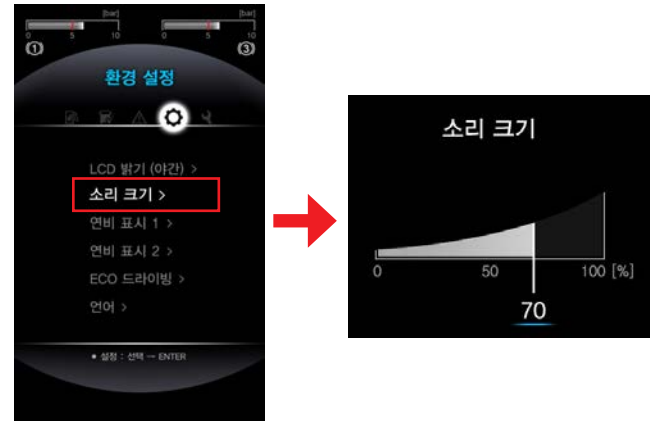 [bar]
[bar]
0 5 10
0 5 10
(1)
(3)
환경 설정
LCD 밝기 (야간) >
소리 크기 >
연비 표시 1 >
연비 표시 2 >
ECO 드라이빙 >
언어 >
• 설정 : 선택 → ENTER
소리 크기
0 50 100 [%]
70